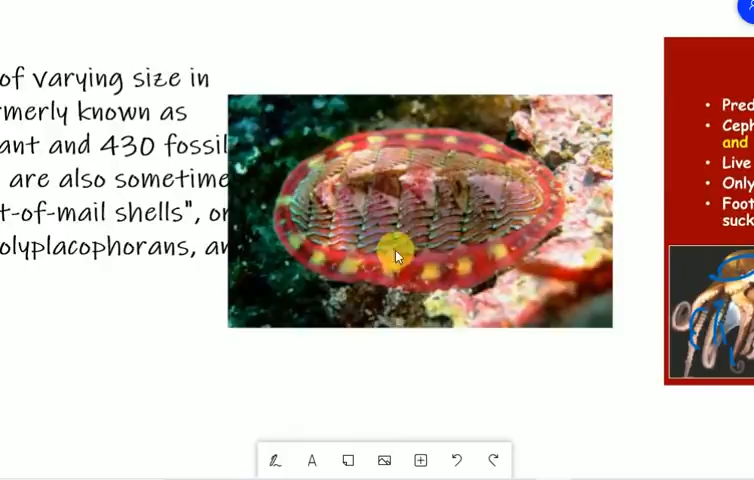 of varying size in
rmerly known as
ant and 430 fossil
are also sometime
t-of-mail shells", or
olyplacophorans, an
• Pred
• Ceph
and
• Live
• Only
• Foot
suck
A